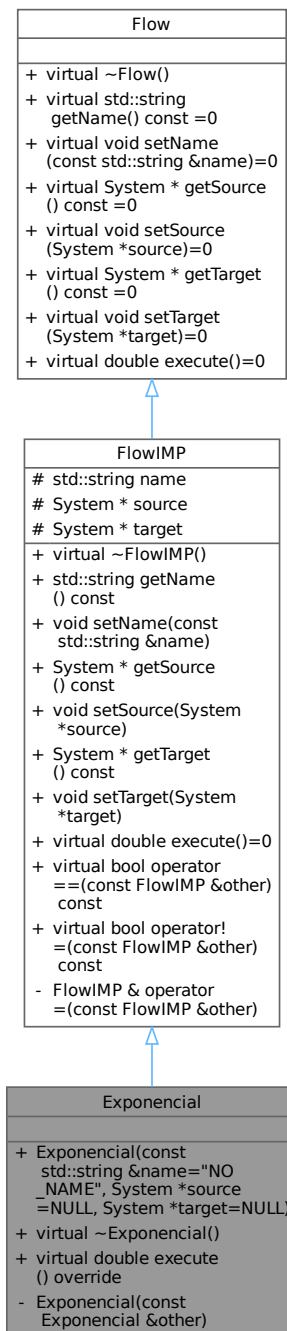 Flow
+ virtual ~Flow()
+ virtual std::string
getName() const =0
+ virtual void setName
(const std::string &name)=0
+ virtual System * getSource
() const =0
+ virtual void setSource
(System *source)=0
+ virtual System * getTarget
() const =0
+ virtual void setTarget
(System *target)=0
+ virtual double execute()=0
FlowIMP
# std::string name
# System * source
# System * target
+ virtual ~FlowIMP()
+ std::string getName
() const
+ void setName(const
std::string &name)
+ System * getSource
() const
+ void setSource(System
*source)
+ System * getTarget
() const
+ void setTarget(System
*target)
+ virtual double execute()=0
+ virtual bool operator
==(const FlowIMP &other)
const
+ virtual bool operator!
=(const FlowIMP &other)
const
- FlowIMP & operator
=(const FlowIMP &other)
Exponencial
+ Exponencial(const
std::string &name="NO
_NAME", System *source
=NULL, System *target=NULL)
+ virtual ~Exponencial()
+ virtual double execute
() override
- Exponencial(const
Exponencial &other)